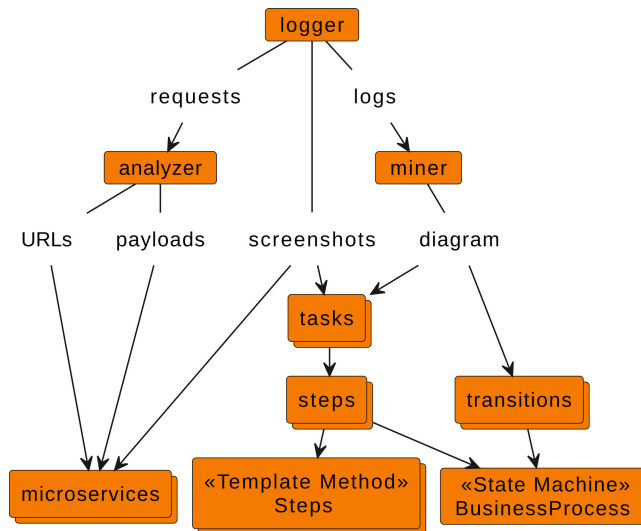 logger
requests
logs
analyzer
miner
URLs
payloads
screenshots
diagram
tasks
steps
transitions
microservices
«Template Method»
Steps
«State Machine»
BusinessProcess